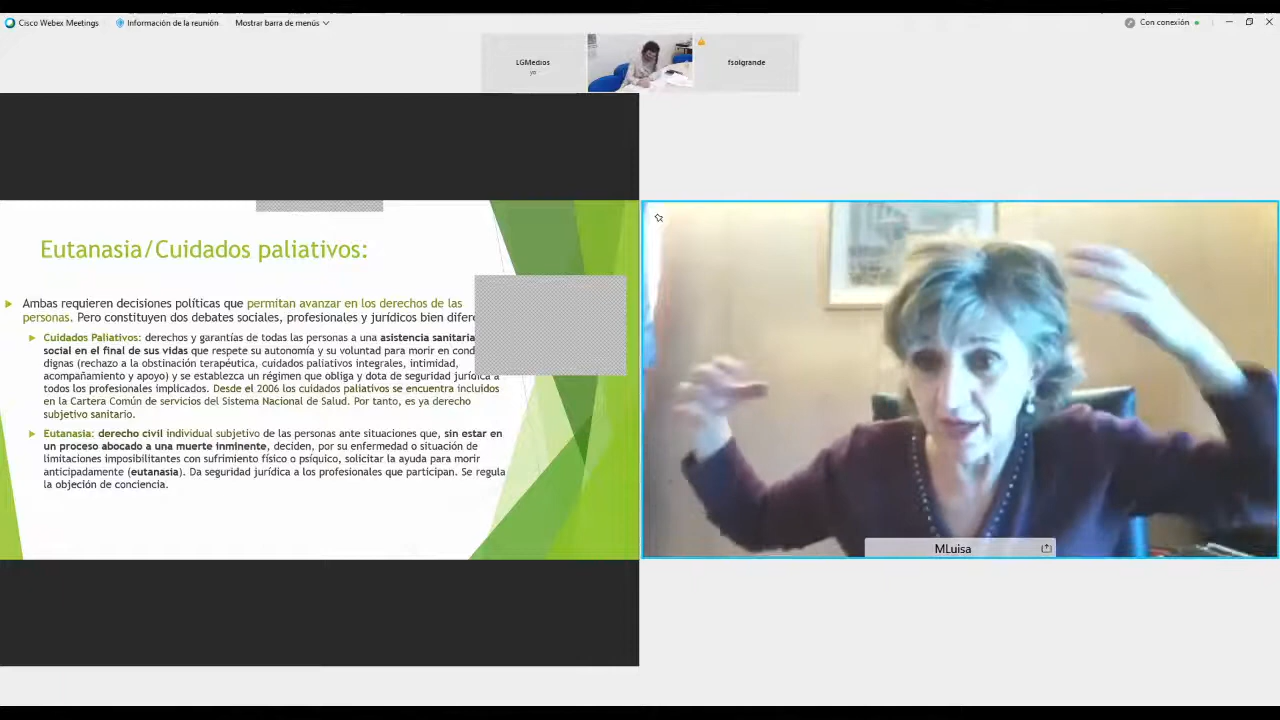 Cisco Webex Meetings
Información de la reunión
Mostrar barra de menús
Con conexión
LGMedios
yo
fsolgrande
Eutanasia/Cuidados paliativos:
Ambas requieren decisiones políticas que permitan avanzar en los derechos de las
personas. Pero constituyen dos debates sociales, profesionales y jurídicos bien difere
Cuidados Paliativos: derechos y garantías de todas las personas a una asistencia sanitaria
social en el final de sus vidas que respete su autonomía y su voluntad para morir en cond
dignas (rechazo a la obstinación terapéutica, cuidados paliativos integrales, intimidad,
acompañamiento y apoyo) y se establezca un régimen que obliga y dota de seguridad jurídica a
todos los profesionales implicados. Desde el 2006 los cuidados paliativos se encuentra incluidos
en la Cartera Común de servicios del Sistema Nacional de Salud. Por tanto, es ya derecho
subjetivo sanitario.
Eutanasia: derecho civil individual subjetivo de las personas ante situaciones que, sin estar en
un proceso abocado a una muerte inminente, deciden, por su enfermedad o situación de
limitaciones imposibilitantes con sufrimiento físico o psíquico, solicitar la ayuda para morir
anticipadamente (eutanasia). Da seguridad jurídica a los profesionales que participan. Se regula
la objeción de conciencia.
MLuisa